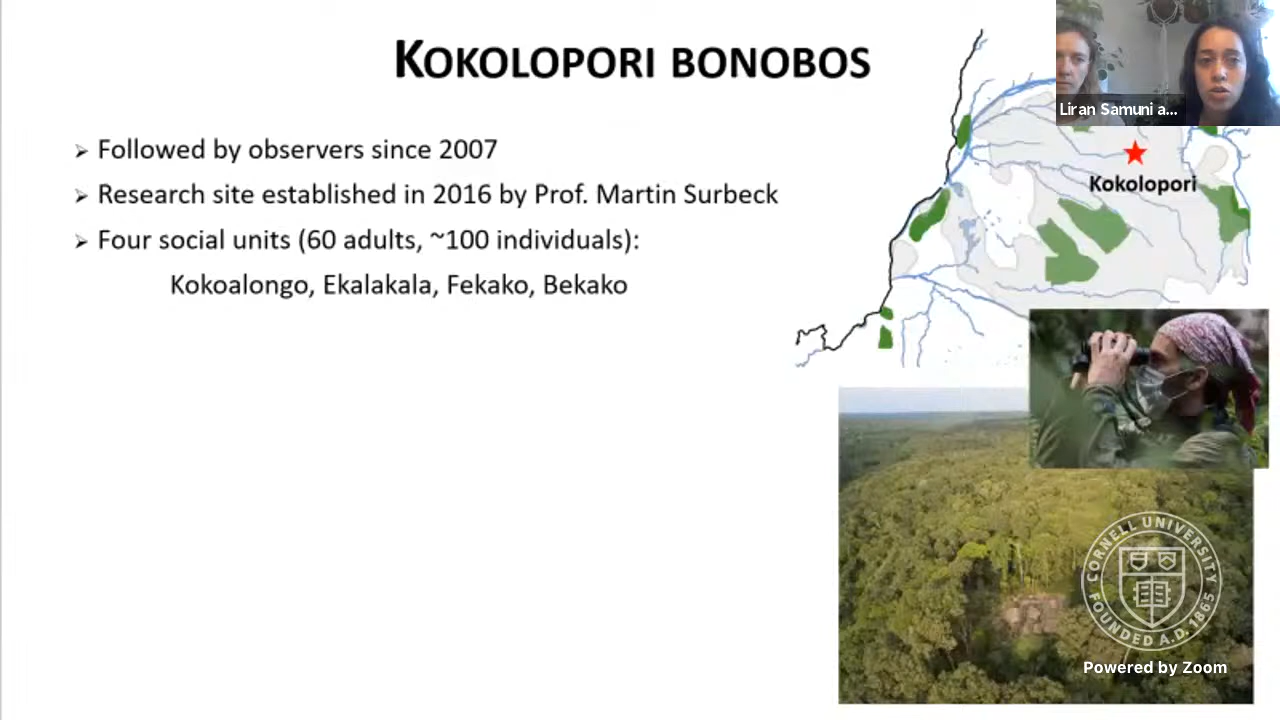 KOKOLOPORI BONOBOS
Followed by observers since 2007
Research site established in 2016 by Prof. Martin Surbeck
Four social units (60 adults, ~100 individuals):
Kokoalongo, Ekalakala, Fekako, Bekako
Liran Samuni a...
Kokolopori
CORNELL UNIVERSITY
FOUNDED A.D. 1865
Powered by Zoom